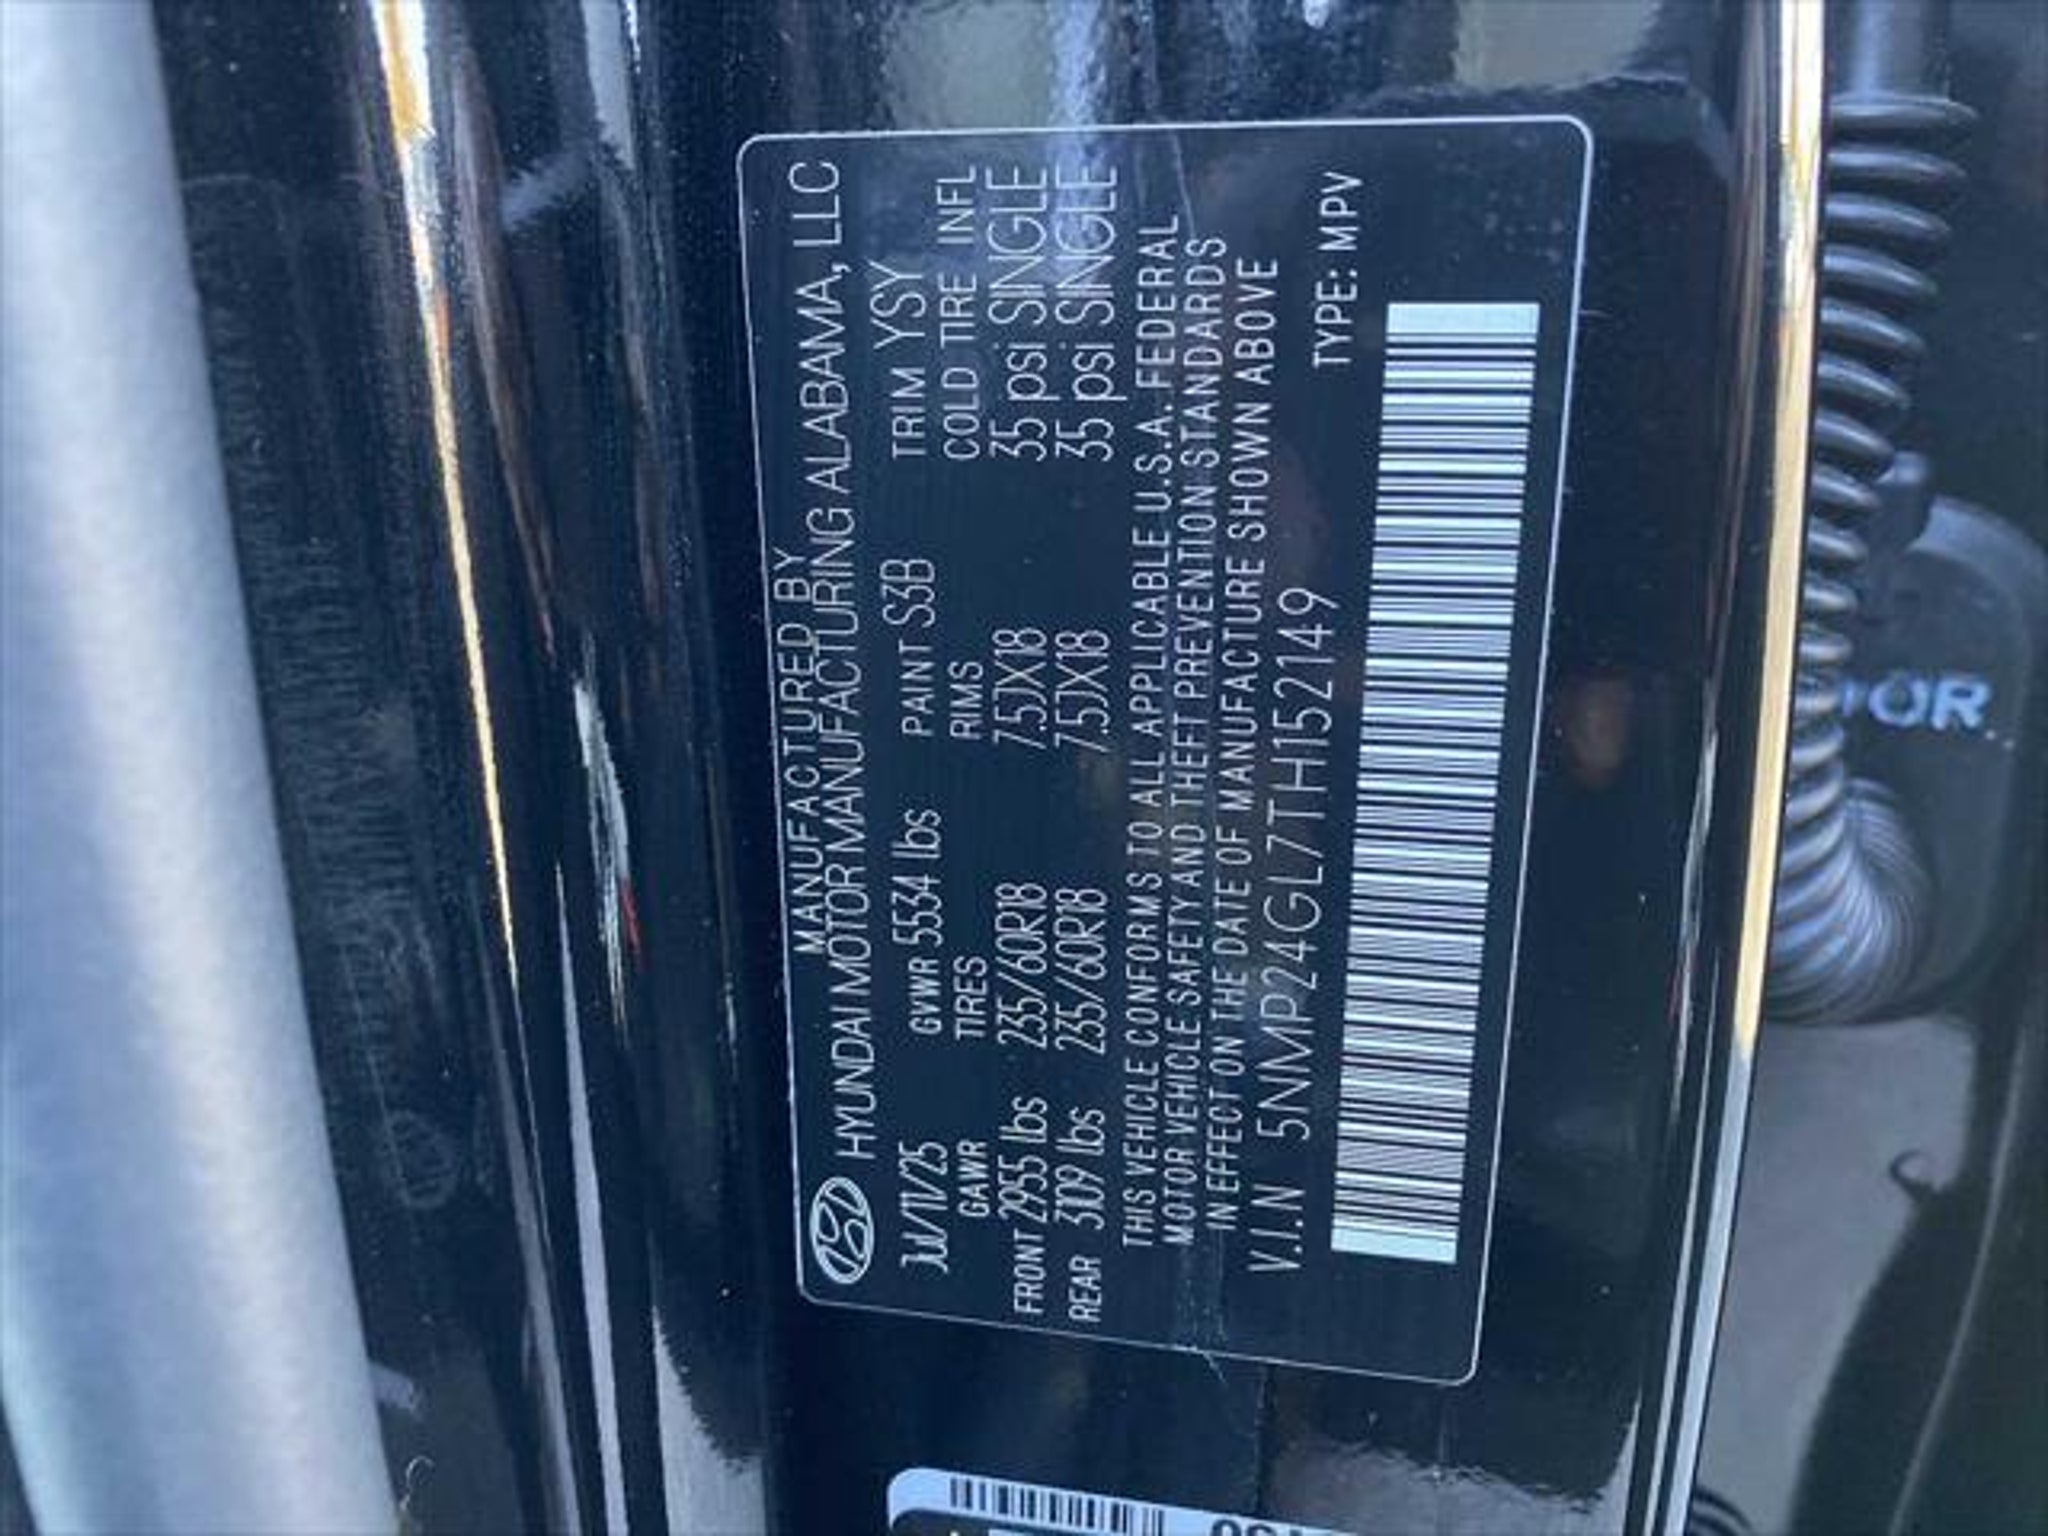 MANUFACTURED BY
HYUNDAI MOTOR MANUFACTURING ALABAMA, LLC
11/11/25 GVWR 5534 lbs PAINT S3B TRIM YSY
GAWR TIRES RIMS COLD TIRE INFL
FRONT 2955 lbs 235/60R18 7.5JX18 35 psi SINGLE
REAR 3109 lbs 235/60R18 7.5JX18 35 psi SINGLE
THIS VEHICLE CONFORMS TO ALL APPLICABLE U.S.A. FEDERAL
MOTOR VEHICLE SAFETY AND THEFT PREVENTION STANDARDS
IN EFFECT ON THE DATE OF MANUFACTURE SHOWN ABOVE
V.I.N 5NMP24GL7TH152149
TYPE: MPV